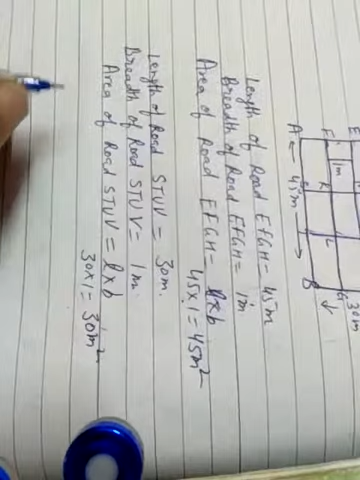 E
F
1m
A
45m
K
L
B
G
30m
Length of Road EFGH = 45m
Breadth of Road EFGH = 1m
Area of Road EFGH = l×b
45×1 = 45m²
Length of Road STUV = 30m.
Breadth of Road STUV = 1m.
Area of Road STUV = l×b
30×1 = 30m²